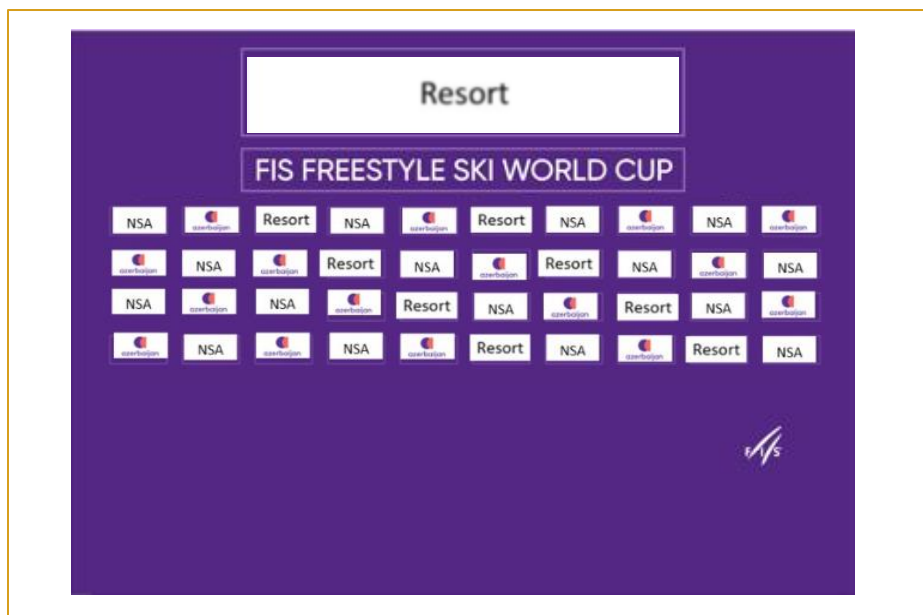 Resort
FIS FREESTYLE SKI WORLD CUP
NSA azerbaijan Resort NSA azerbaijan Resort NSA azerbaijan NSA azerbaijan
azerbaijan NSA azerbaijan Resort NSA azerbaijan Resort NSA azerbaijan NSA
NSA azerbaijan NSA azerbaijan Resort NSA azerbaijan Resort NSA azerbaijan
azerbaijan NSA azerbaijan NSA azerbaijan Resort NSA azerbaijan Resort NSA
FIS